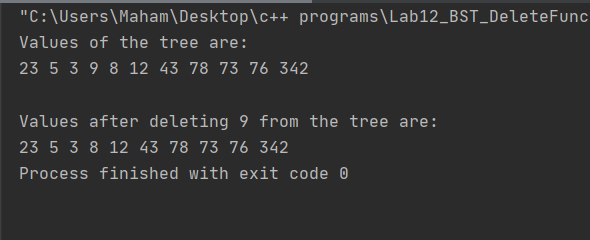 "C:\Users\Maham\Desktop\c++ programs\Lab12_BST_DeleteFunc
Values of the tree are:
23 5 3 9 8 12 43 78 73 76 342
Values after deleting 9 from the tree are:
23 5 3 8 12 43 78 73 76 342
Process finished with exit code 0